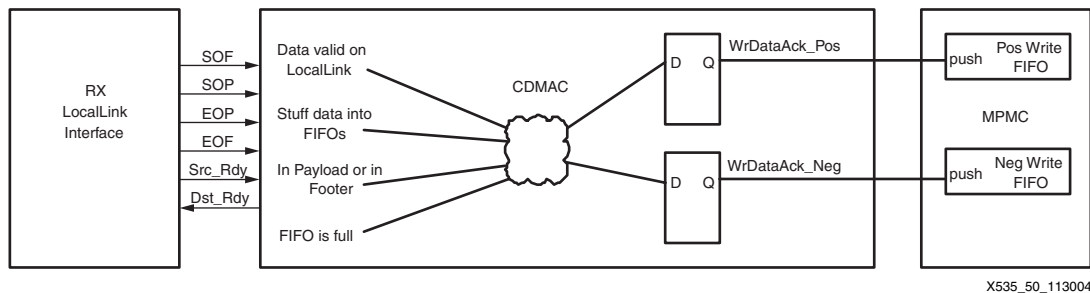 RX
LocalLink
Interface
SOF
SOP
EOP
EOF
Src_Rdy
Dst_Rdy
Data valid on
LocalLink
Stuff data into
FIFOs
In Payload or in
Footer
FIFO is full
CDMAC
D Q
WrDataAck_Pos
D Q
WrDataAck_Neg
push
Pos Write
FIFO
MPMC
push
Neg Write
FIFO
X535_50_113004